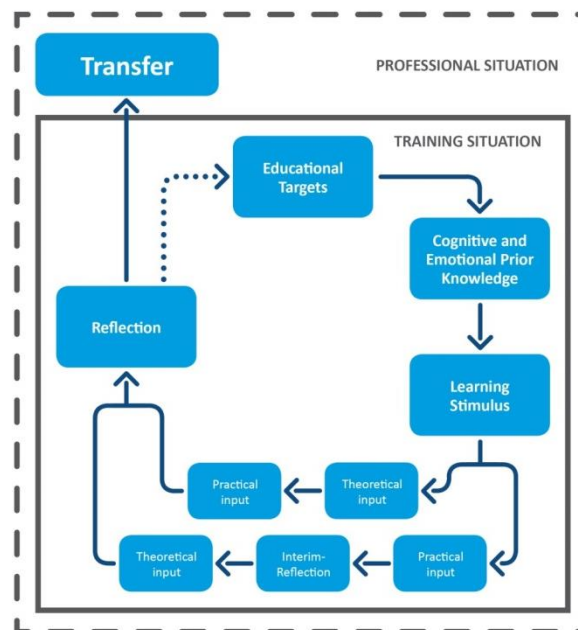 Transfer
PROFESSIONAL SITUATION
TRAINING SITUATION
Educational
Targets
Cognitive and
Emotional Prior
Knowledge
Reflection
Learning
Stimulus
Practical
input
Theoretical
input
Theoretical
input
Interim-
Reflection
Practical
input